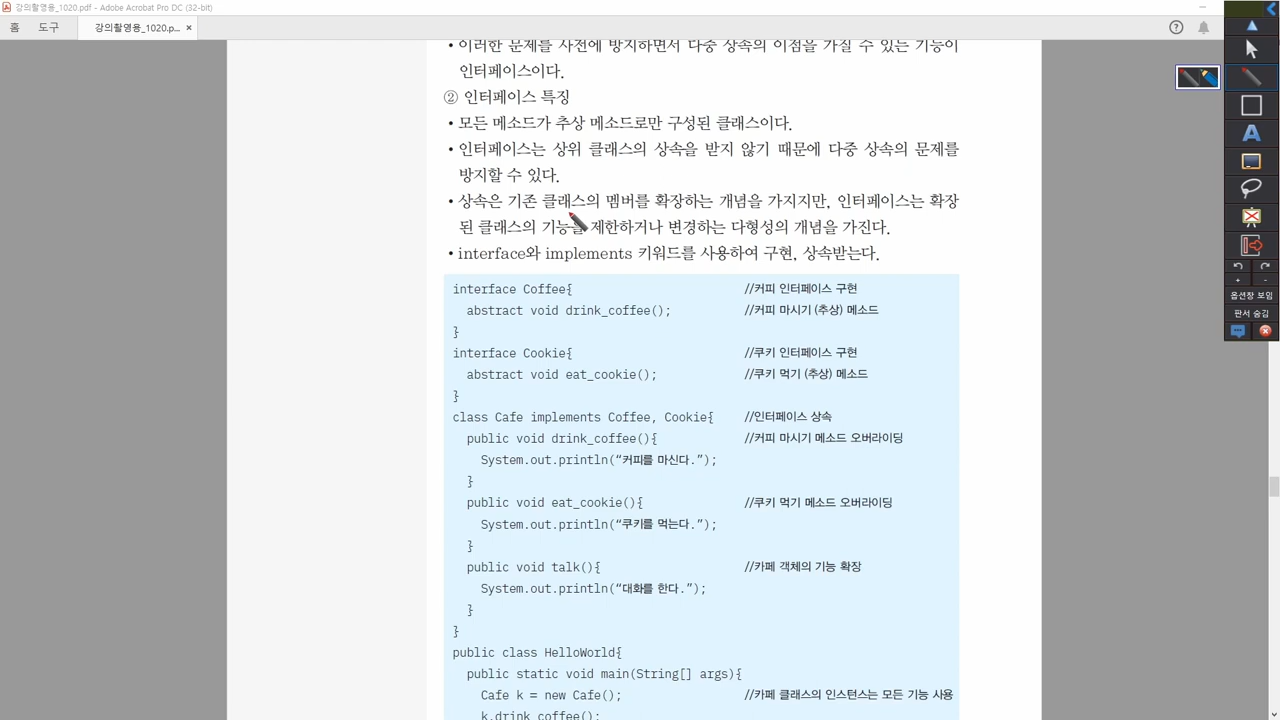 강의촬영용_1020.pdf - Adobe Acrobat Pro DC (32-bit)
홈 도구 강의촬영용_1020.p... ×
• 이러한 문제를 사전에 방지하면서 다중 상속의 이점을 가질 수 있는 기능이
인터페이스이다.
② 인터페이스 특징
• 모든 메소드가 추상 메소드로만 구성된 클래스이다.
• 인터페이스는 상위 클래스의 상속을 받지 않기 때문에 다중 상속의 문제를
방지할 수 있다.
• 상속은 기존 클래스의 멤버를 확장하는 개념을 가지지만, 인터페이스는 확장
된 클래스의 기능을 제한하거나 변경하는 다형성의 개념을 가진다.
• interface와 implements 키워드를 사용하여 구현, 상속받는다.
interface Coffee{ //커피 인터페이스 구현
abstract void drink_coffee(); //커피 마시기 (추상) 메소드
}
interface Cookie{ //쿠키 인터페이스 구현
abstract void eat_cookie(); //쿠키 먹기 (추상) 메소드
}
class Cafe implements Coffee, Cookie{ //인터페이스 상속
public void drink_coffee(){ //커피 마시기 메소드 오버라이딩
System.out.println(“커피를 마신다.”);
}
public void eat_cookie(){ //쿠키 먹기 메소드 오버라이딩
System.out.println(“쿠키를 먹는다.”);
}
public void talk(){ //카페 객체의 기능 확장
System.out.println(“대화를 한다.”);
}
}
public class HelloWorld{
public static void main(String[] args){
Cafe k = new Cafe(); //카페 클래스의 인스턴스는 모든 기능 사용
k.drink_coffee();
A
옵션장 보임
판서 숨김